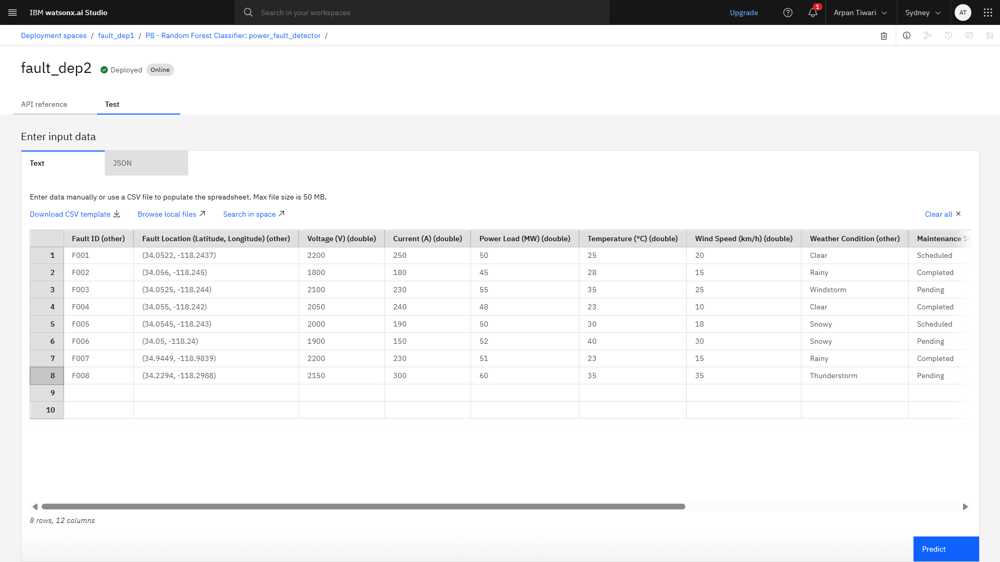 IBM watsonx.ai Studio
Search in your workspaces
Upgrade
1
Arpan Tiwari
Sydney
AT
Deployment spaces / fault_dep1 / P8 - Random Forest Classifier: power_fault_detector /
fault_dep2 Deployed Online
API reference Test
Enter input data
Text JSON
Enter data manually or use a CSV file to populate the spreadsheet. Max file size is 50 MB.
Download CSV template Browse local files Search in space Clear all
Fault ID (other) Fault Location (Latitude, Longitude) (other) Voltage (V) (double) Current (A) (double) Power Load (MW) (double) Temperature (°C) (double) Wind Speed (km/h) (double) Weather Condition (other) Maintenance S
1 F001 (34.0522, -118.2437) 2200 250 50 25 20 Clear Scheduled
2 F002 (34.056, -118.245) 1800 180 45 28 15 Rainy Completed
3 F003 (34.0525, -118.244) 2100 230 55 35 25 Windstorm Pending
4 F004 (34.055, -118.242) 2050 240 48 23 10 Clear Completed
5 F005 (34.0545, -118.243) 2000 190 50 30 18 Snowy Scheduled
6 F006 (34.05, -118.24) 1900 150 52 40 30 Snowy Pending
7 F007 (34.9449, -118.9839) 2200 230 51 23 15 Rainy Completed
8 F008 (34.2294, -118.2988) 2150 300 60 35 35 Thunderstorm Pending
9
10
8 rows, 12 columns
Predict